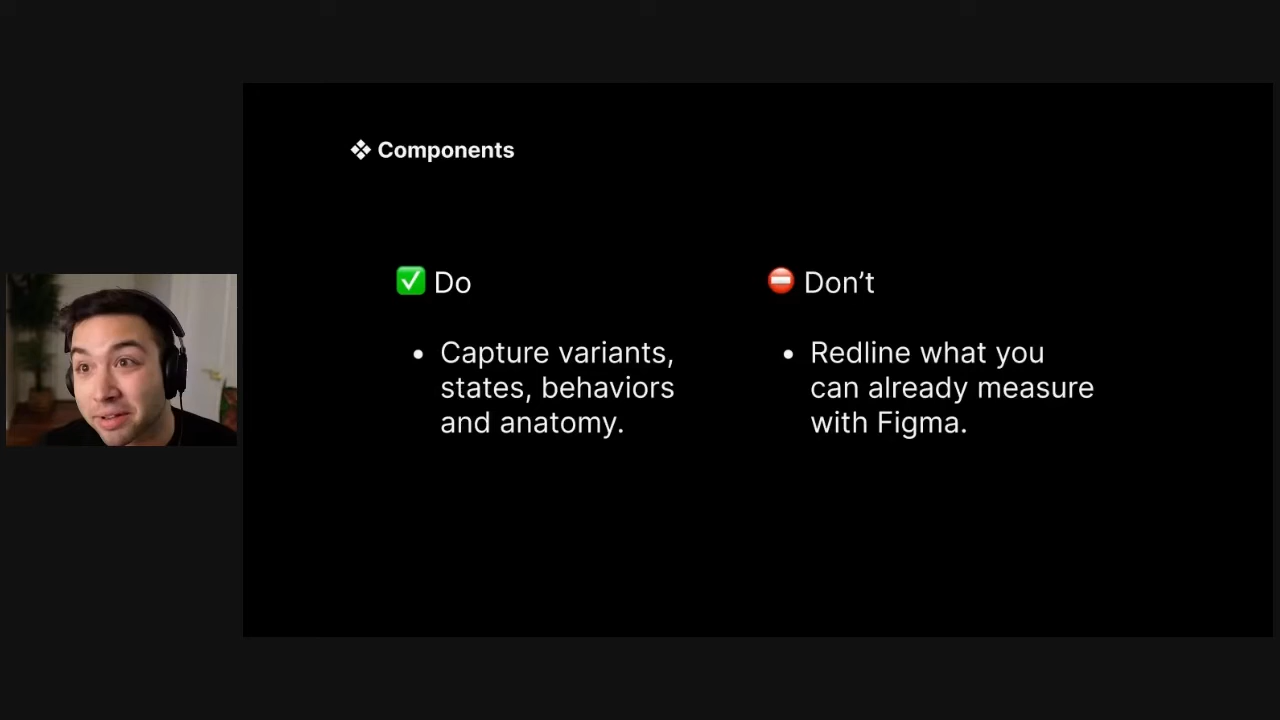 ❖ Components
✅ Do
• Capture variants,
states, behaviors
and anatomy.
⛔ Don’t
• Redline what you
can already measure
with Figma.